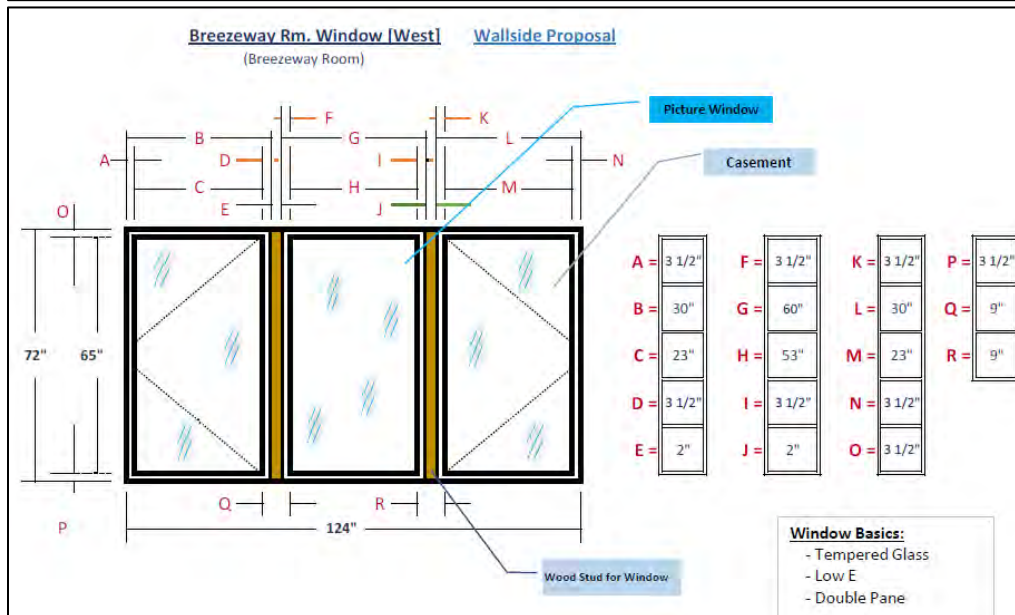 Breezeway Rm. Window [West] Wallside Proposal
(Breezeway Room)
Picture Window
Casement
F K
B G L
A D I N
C H M
E J
O
72" 65"
A = 3 1/2" F = 3 1/2" K = 3 1/2" P = 3 1/2"
B = 30" G = 60" L = 30" Q = 9"
C = 23" H = 53" M = 23" R = 9"
D = 3 1/2" I = 3 1/2" N = 3 1/2"
E = 2" J = 2" O = 3 1/2"
Q R
P
124"
Wood Stud for Window
Window Basics:
- Tempered Glass
- Low E
- Double Pane